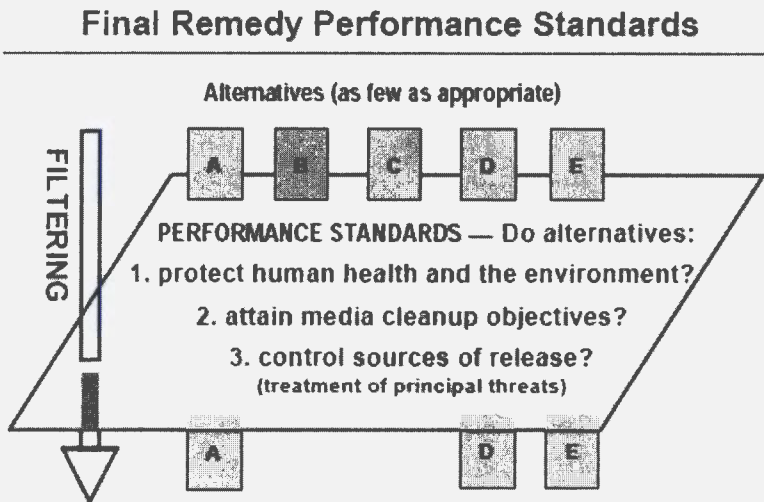 Final Remedy Performance Standards
Alternatives (as few as appropriate)
FILTERING
A B C D E
PERFORMANCE STANDARDS — Do alternatives:
1. protect human health and the environment?
2. attain media cleanup objectives?
3. control sources of release?
(treatment of principal threats)
A D E